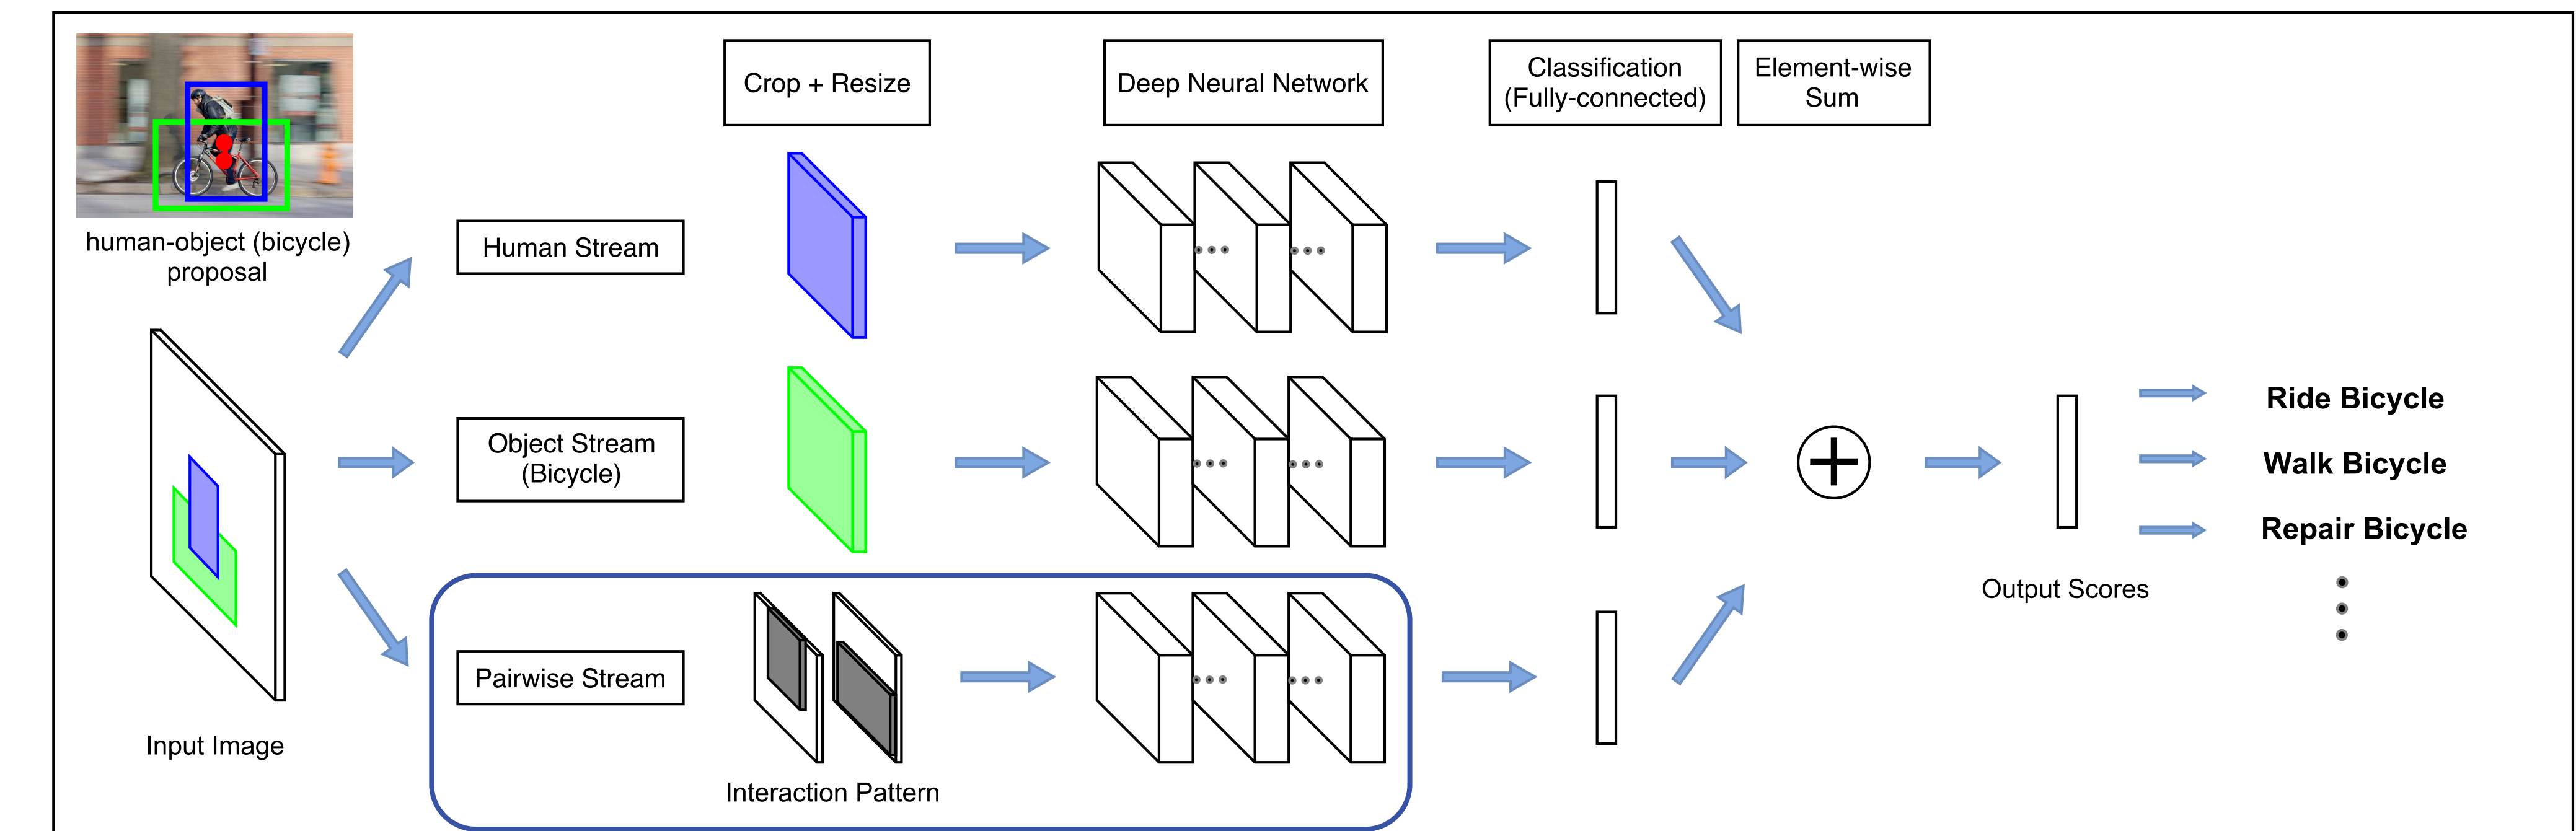 Crop + Resize
Deep Neural Network
Classification
(Fully-connected)
Element-wise
Sum
human-object (bicycle)
proposal
Human Stream
Object Stream
(Bicycle)
Pairwise Stream
Input Image
Interaction Pattern
Output Scores
Ride Bicycle
Walk Bicycle
Repair Bicycle